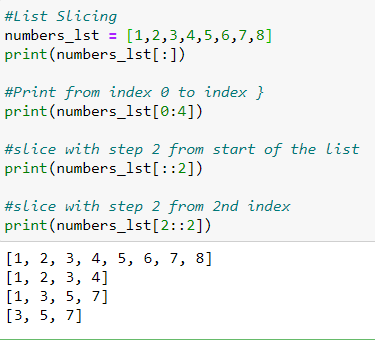 #List Slicing
numbers_lst = [1,2,3,4,5,6,7,8]
print(numbers_lst[:])
#Print from index 0 to index }
print(numbers_lst[0:4])
#slice with step 2 from start of the list
print(numbers_lst[::2])
#slice with step 2 from 2nd index
print(numbers_lst[2::2])
[1, 2, 3, 4, 5, 6, 7, 8]
[1, 2, 3, 4]
[1, 3, 5, 7]
[3, 5, 7]